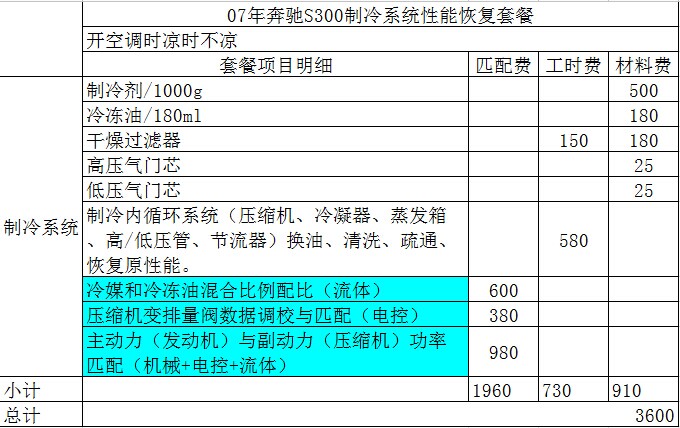 07年奔驰S300制冷系统性能恢复套餐
开空调时凉时不凉
套餐项目明细 匹配费 工时费 材料费
制冷系统
制冷剂/1000g 500
冷冻油/180ml 180
干燥过滤器 150 180
高压气门芯 25
低压气门芯 25
制冷内循环系统（压缩机、冷凝器、蒸发箱
、高/低压管、节流器）换油、清洗、疏通、
恢复原性能。 580
冷媒和冷冻油混合比例配比（流体） 600
压缩机变排量阀数据调校与匹配（电控） 380
主动力（发动机）与副动力（压缩机）功率
匹配（机械+电控+流体） 980
小计 1960 730 910
总计 3600